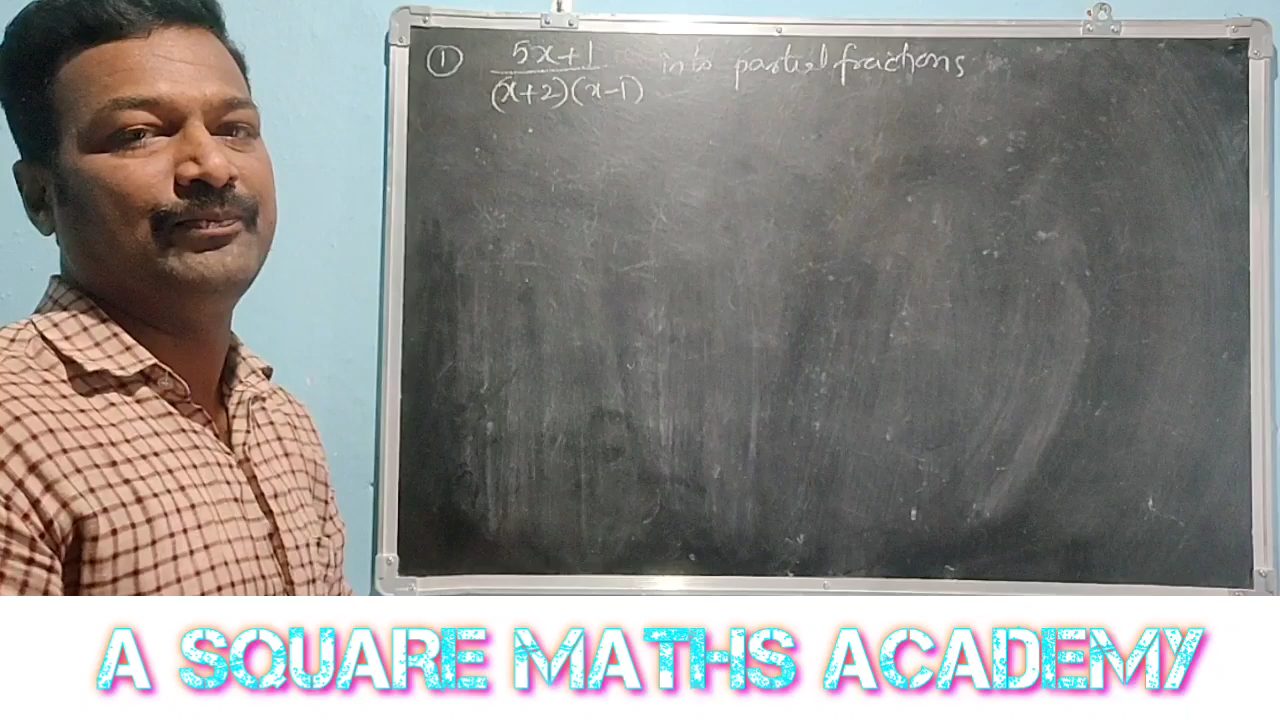 ① 5x+1 into partial fractions
(x+2)(x-1)
A SQUARE MATHS ACADEMY